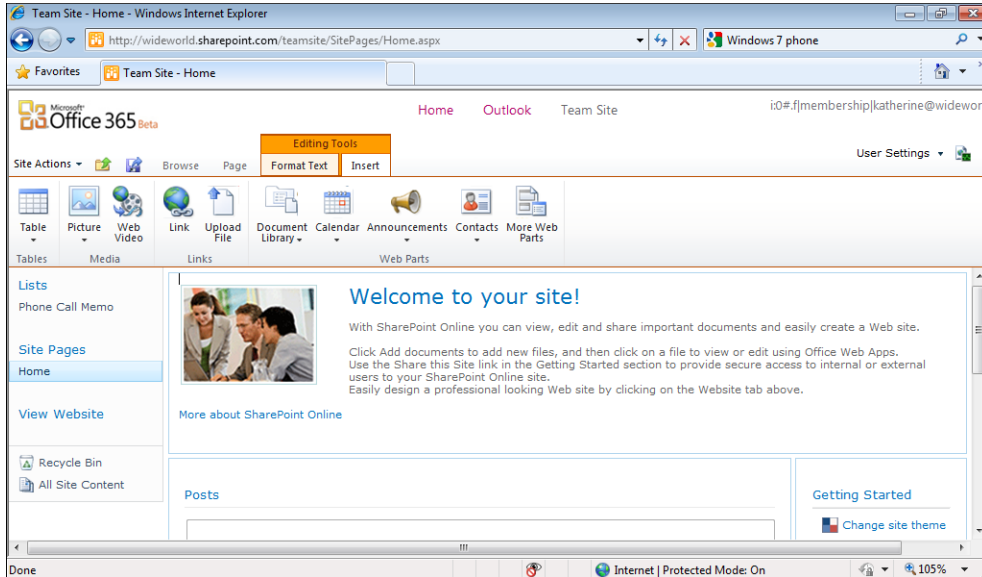 Team Site - Home - Windows Internet Explorer
http://wideworld.sharepoint.com/teamsite/SitePages/Home.aspx
Windows 7 phone
Favorites
Team Site - Home
Microsoft
Office 365 Beta
Home
Outlook
Team Site
i:0#.f|membership|katherine@widewor
Editing Tools
User Settings
Site Actions
Browse
Page
Format Text
Insert
Table
Picture
Web
Video
Link
Upload
File
Document
Library
Calendar
Announcements
Contacts
More Web
Parts
Tables
Media
Links
Web Parts
Lists
Phone Call Memo
Site Pages
Home
View Website
Recycle Bin
All Site Content
Welcome to your site!
With SharePoint Online you can view, edit and share important documents and easily create a Web site.
Click Add documents to add new files, and then click on a file to view or edit using Office Web Apps.
Use the Share this Site link in the Getting Started section to provide secure access to internal or external
users to your SharePoint Online site.
Easily design a professional looking Web site by clicking on the Website tab above.
More about SharePoint Online
Posts
Getting Started
Change site theme
Done
Internet | Protected Mode: On
105%